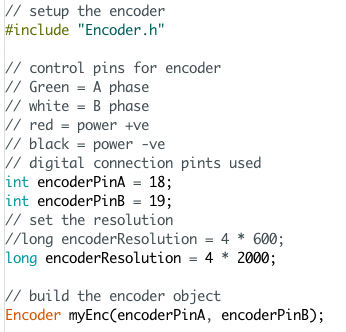 // setup the encoder
#include "Encoder.h"
// control pins for encoder
// Green = A phase
// white = B phase
// red = power +ve
// black = power -ve
// digital connection pints used
int encoderPinA = 18;
int encoderPinB = 19;
// set the resolution
//long encoderResolution = 4 * 600;
long encoderResolution = 4 * 2000;
// build the encoder object
Encoder myEnc(encoderPinA, encoderPinB);